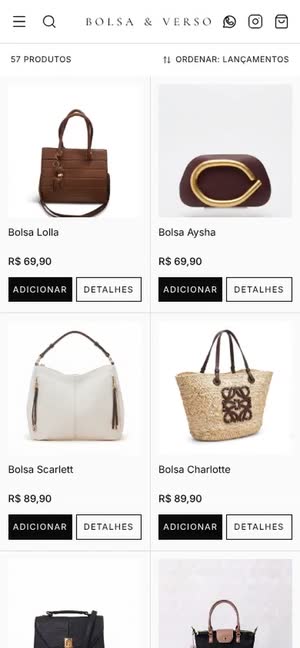 BOLSA & VERSO
57 PRODUTOS
ORDENAR: LANÇAMENTOS
Bolsa Lolla
R$ 69,90
ADICIONAR
DETALHES
Bolsa Aysha
R$ 69,90
ADICIONAR
DETALHES
Bolsa Scarlett
R$ 89,90
ADICIONAR
DETALHES
Bolsa Charlotte
R$ 89,90
ADICIONAR
DETALHES